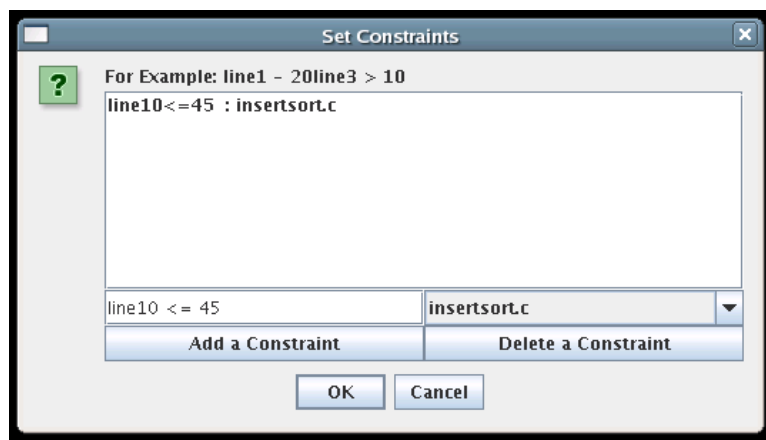 Set Constraints
?
For Example: line1 - 20line3 > 10
line10<=45 : insertsort.c
line10 <= 45
insertsort.c
Add a Constraint
Delete a Constraint
OK
Cancel